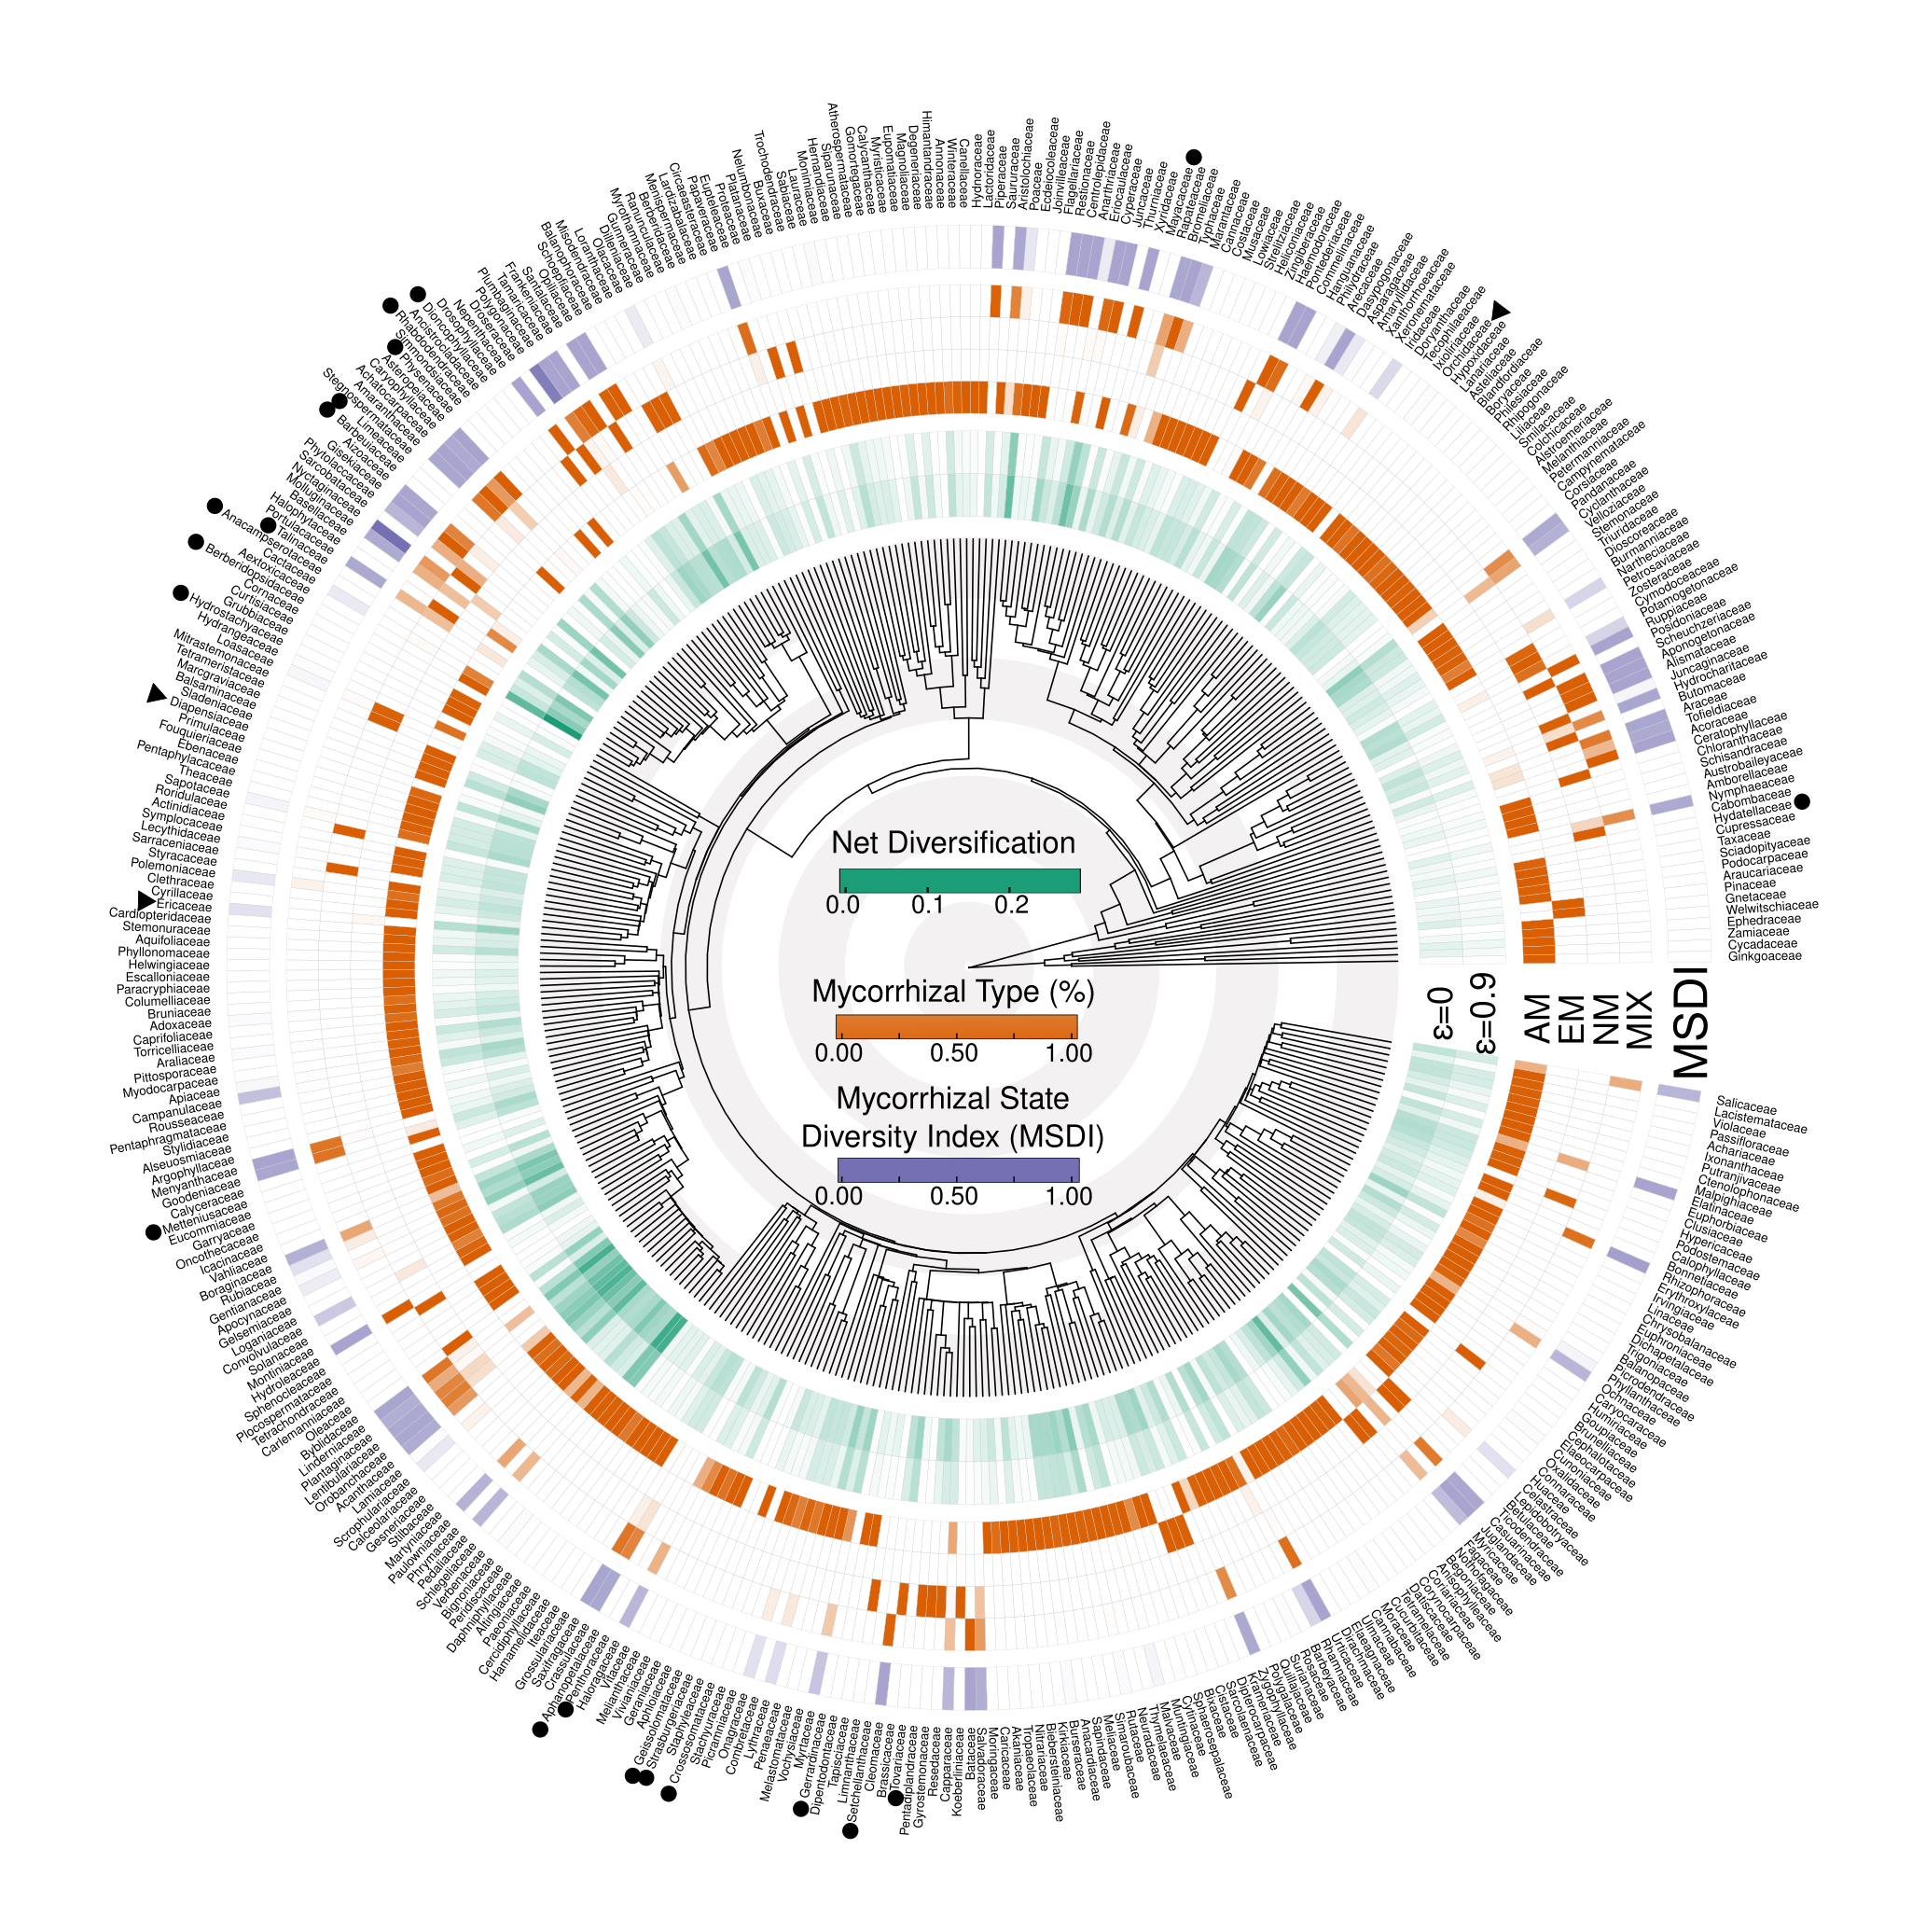 Net Diversification
0.0 0.1 0.2
Mycorrhizal Type (%)
0.00 0.50 1.00
Mycorrhizal State
Diversity Index (MSDI)
0.00 0.50 1.00
ε=0
ε=0.9
AM
EM
NM
MIX
MSDI
Hydnoraceae
Lactoridaceae
Piperaceae
Saururaceae
Aristolochiaceae
Poaceae
Ecdeiocoleaceae
Joinvilleaceae
Flagellariaceae
Restionaceae
Centrolepidaceae
Anarthriaceae
Eriocaulaceae
Cyperaceae
Juncaceae
Thurniaceae
Xyridaceae
Mayacaceae
Rapateaceae
Bromeliaceae
Typhaceae
Marantaceae
Cannaceae
Costaceae
Musaceae
Lowiaceae
Strelitziaceae
Heliconiaceae
Zingiberaceae
Haemodoraceae
Pontederiaceae
Commelinaceae
Hanguanaceae
Philydraceae
Arecaceae
Dasypogonaceae
Asparagaceae
Amaryllidaceae
Xanthorrhoeaceae
Xeronemataceae
Iridaceae
Doryanthaceae
Tecophilaeaceae
Ixioliriaceae
Orchidaceae
Hypoxidaceae
Lanariaceae
Asteliaceae
Blandfordiaceae
Boryaceae
Philesiaceae
Rhipogonaceae
Liliaceae
Smilacaceae
Colchicaceae
Alstroemeriaceae
Melanthiaceae
Petermanniaceae
Campynemataceae
Corsiaceae
Pandanaceae
Cyclanthaceae
Velloziaceae
Stemonaceae
Triuridaceae
Dioscoreaceae
Burmanniaceae
Nartheciaceae
Petrosaviaceae
Zosteraceae
Cymodoceaceae
Potamogetonaceae
Ruppiaceae
Posidoniaceae
Scheuchzeriaceae
Aponogetonaceae
Alismataceae
Juncaginaceae
Hydrocharitaceae
Butomaceae
Araceae
Tofieldiaceae
Acoraceae
Ceratophyllaceae
Chloranthaceae
Schisandraceae
Austrobaileyaceae
Amborellaceae
Nymphaeaceae
Cabombaceae
Hydatellaceae
Cupressaceae
Taxaceae
Sciadopityaceae
Podocarpaceae
Araucariaceae
Pinaceae
Gnetaceae
Welwitschiaceae
Ephedraceae
Zamiaceae
Cycadaceae
Ginkgoaceae
Salicaceae
Lacistemataceae
Violaceae
Passifloraceae
Achariaceae
Ixonanthaceae
Putranjivaceae
Ctenolophonaceae
Malpighiaceae
Elatinaceae
Euphorbiaceae
Clusiaceae
Hypericaceae
Podostemaceae
Calophyllaceae
Bonnetiaceae
Rhizophoraceae
Erythroxylaceae
Irvingiaceae
Linaceae
Chrysobalanaceae
Euphroniaceae
Dichapetalaceae
Trigoniaceae
Balanopaceae
Picrodendraceae
Phyllanthaceae
Ochnaceae
Caryocaraceae
Humiriaceae
Goupiaceae
Brunelliaceae
Cephalotaceae
Elaeocarpaceae
Cunoniaceae
Oxalidaceae
Connaraceae
Huaceae
Celastraceae
Lepidobotryaceae
Betulaceae
Ticodendraceae
Casuarinaceae
Juglandaceae
Myricaceae
Fagaceae
Nothofagaceae
Begoniaceae
Anisophylleaceae
Coriariaceae
Corynocarpaceae
Datiscaceae
Tetramelaceae
Cucurbitaceae
Moraceae
Cannabaceae
Ulmaceae
Elaeagnaceae
Dirachmaceae
Urticaceae
Rhamnaceae
Barbeyaceae
Rosaceae
Surianaceae
Quillajaceae
Polygalaceae
Zygophyllaceae
Krameriaceae
Dipterocarpaceae
Sarcolaenaceae
Cistaceae
Bixaceae
Sphaerosepalaceae
Cytinaceae
Muntingiaceae
Malvaceae
Thymelaeaceae
Neuradaceae
Rutaceae
Simaroubaceae
Meliaceae
Sapindaceae
Anacardiaceae
Burseraceae
Kirkiaceae
Biebersteiniaceae
Nitrariaceae
Tropaeolaceae
Akaniaceae
Caricaceae
Moringaceae
Salvadoraceae
Bataceae
Koeberliniaceae
Capparaceae
Resedaceae
Gyrostemonaceae
Pentadiplandraceae
Tovariaceae
Brassicaceae
Cleomaceae
Setchellanthaceae
Limnanthaceae
Tapisciaceae
Dipentodontaceae
Gerrardinaceae
Myrtaceae
Vochysiaceae
Melastomataceae
Penaeaceae
Lythraceae
Combretaceae
Onagraceae
Picramniaceae
Stachyuraceae
Crossosomataceae
Staphyleaceae
Strasburgeriaceae
Geissolomataceae
Aphloiaceae
Geraniaceae
Vivianiaceae
Melianthaceae
Vitaceae
Haloragaceae
Penthoraceae
Aphanopetalaceae
Crassulaceae
Saxifragaceae
Grossulariaceae
Iteaceae
Hamamelidaceae
Cercidiphyllaceae
Paeoniaceae
Altingiaceae
Daphniphyllaceae
Peridiscaceae
Bignoniaceae
Verbenaceae
Schlegeliaceae
Pedaliaceae
Phrymaceae
Paulowniaceae
Martyniaceae
Stilbaceae
Gesneriaceae
Calceolariaceae
Scrophulariaceae
Lamiaceae
Acanthaceae
Orobanchaceae
Lentibulariaceae
Plantaginaceae
Linderniaceae
Byblidaceae
Oleaceae
Carlemanniaceae
Tetrachondraceae
Plocospermataceae
Sphenocleaceae
Hydroleaceae
Montiniaceae
Solanaceae
Convolvulaceae
Loganiaceae
Gelsemiaceae
Apocynaceae
Gentianaceae
Rubiaceae
Boraginaceae
Vahliaceae
Icacinaceae
Oncothecaceae
Garryaceae
Eucommiaceae
Metteniusaceae
Calyceraceae
Goodeniaceae
Menyanthaceae
Argophyllaceae
Alseuosmiaceae
Stylidiaceae
Pentaphragmataceae
Rousseaceae
Campanulaceae
Apiaceae
Myodocarpaceae
Pittosporaceae
Araliaceae
Torricelliaceae
Caprifoliaceae
Adoxaceae
Bruniaceae
Columelliaceae
Paracryphiaceae
Escalloniaceae
Helwingiaceae
Phyllonomaceae
Aquifoliaceae
Stemonuraceae
Cardiopteridaceae
Ericaceae
Cyrillaceae
Clethraceae
Polemoniaceae
Styracaceae
Sarraceniaceae
Lecythidaceae
Symplocaceae
Actinidiaceae
Roridulaceae
Sapotaceae
Theaceae
Pentaphylacaceae
Ebenaceae
Fouquieriaceae
Primulaceae
Diapensiaceae
Sladeniaceae
Balsaminaceae
Marcgraviaceae
Tetrameristaceae
Mitrastemonaceae
Loasaceae
Hydrangeaceae
Hydrostachyaceae
Grubbiaceae
Curtisiaceae
Cornaceae
Aextoxicaceae
Berberidopsidaceae
Cactaceae
Anacampserotaceae
Talinaceae
Portulacaceae
Halophytaceae
Basellaceae
Molluginaceae
Nyctaginaceae
Sarcobataceae
Phytolaccaceae
Gisekiaceae
Aizoaceae
Barbeuiaceae
Limeaceae
Stegnospermataceae
Amaranthaceae
Achatocarpaceae
Caryophyllaceae
Asteropeiaceae
Physenaceae
Simmondsiaceae
Rhabdodendraceae
Ancistrocladaceae
Dioncophyllaceae
Drosophyllaceae
Nepenthaceae
Droseraceae
Polygonaceae
Plumbaginaceae
Tamaricaceae
Frankeniaceae
Santalaceae
Opiliaceae
Schoepfiaceae
Balanophoraceae
Misodendraceae
Loranthaceae
Olacaceae
Dilleniaceae
Gunneraceae
Myrothamnaceae
Ranunculaceae
Berberidaceae
Menispermaceae
Lardizabalaceae
Circaeasteraceae
Papaveraceae
Eupteleaceae
Proteaceae
Platanaceae
Nelumbonaceae
Buxaceae
Trochodendraceae
Sabiaceae
Lauraceae
Monimiaceae
Hernandiaceae
Siparunaceae
Atherospermataceae
Gomortegaceae
Calycanthaceae
Myristicaceae
Eupomatiaceae
Magnoliaceae
Degeneriaceae
Himantandraceae
Annonaceae
Winteraceae
Canellaceae